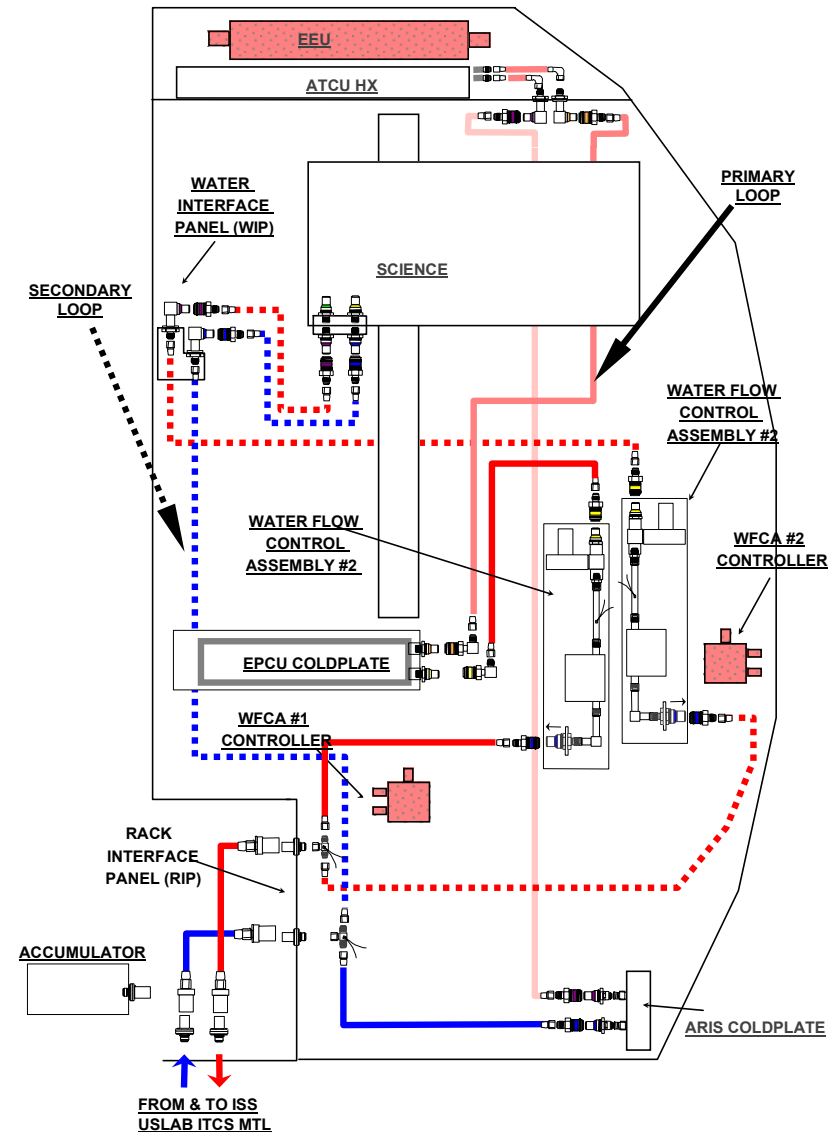 EEU
ATCU HX
WATER
INTERFACE
PANEL (WIP)
PRIMARY
LOOP
SCIENCE
SECONDARY
LOOP
WATER FLOW
CONTROL
ASSEMBLY #2
WATER FLOW
CONTROL
ASSEMBLY #2
WFCA #2
CONTROLLER
EPCU COLDPLATE
WFCA #1
CONTROLLER
RACK
INTERFACE
PANEL (RIP)
ACCUMULATOR
ARIS COLDPLATE
FROM & TO ISS
USLAB ITCS MTL